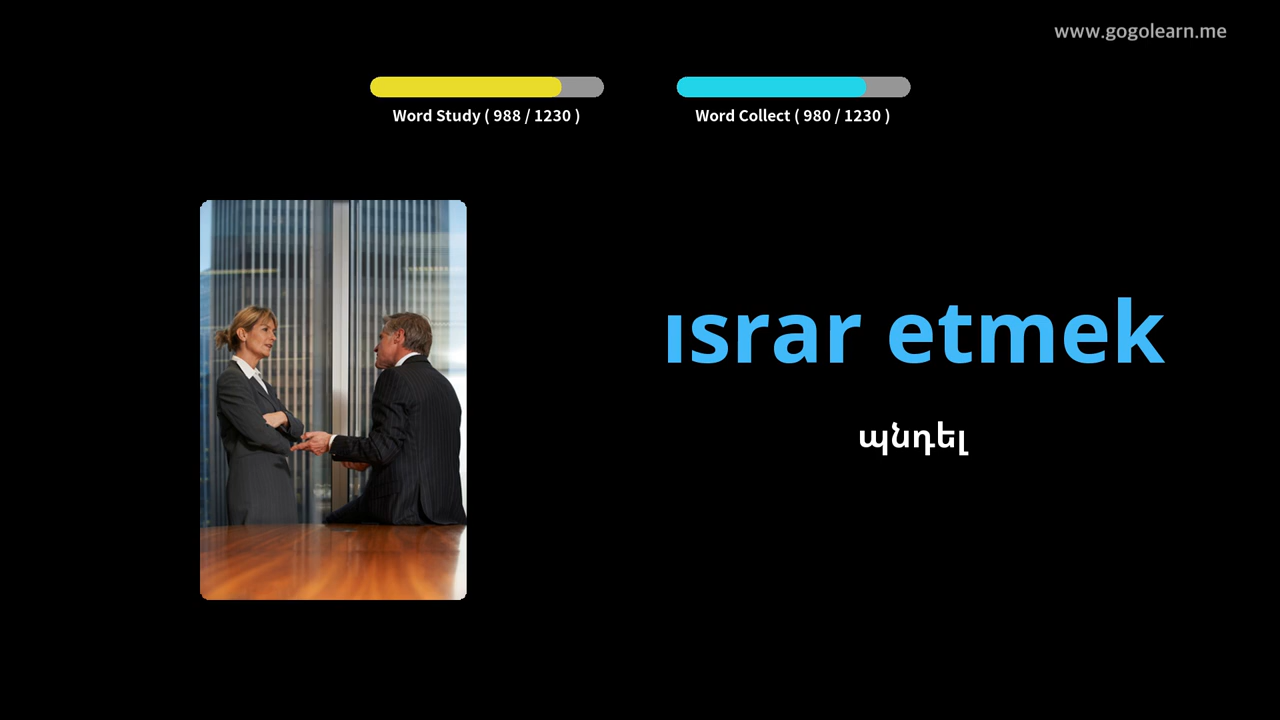 www.gogolearn.me
Word Study ( 988 / 1230 )
Word Collect ( 980 / 1230 )
ısrar etmek
պնդել